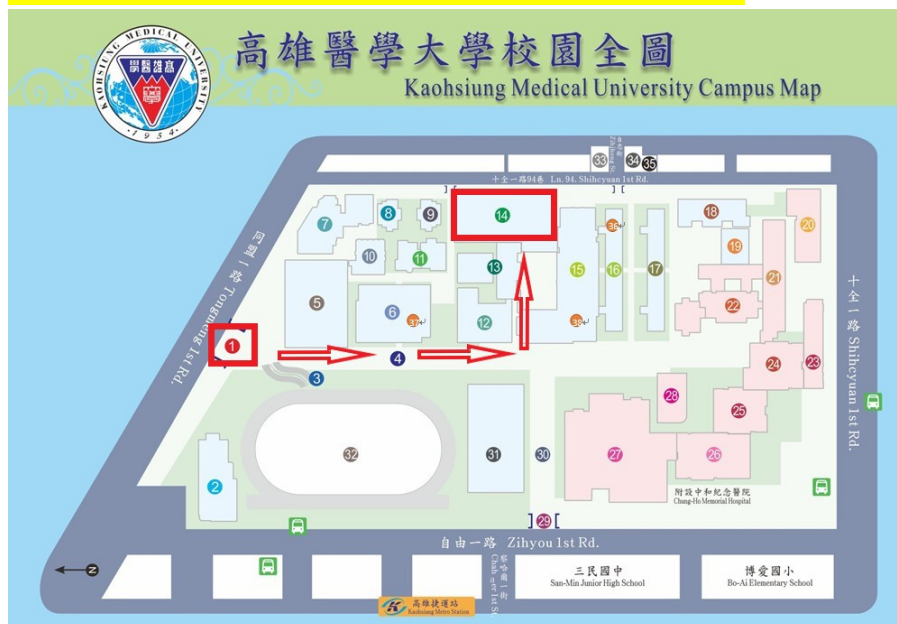 高雄醫學大學校園全圖
Kaohsiung Medical University Campus Map
KAOHSIUNG MEDICAL UNIVERSITY
學醫雄高
1954.
33
34
35
十全一路94巷 Ln. 94. Shihcyuan 1st Rd.
7
8
9
14
36
18
20
10
11
13
15
16
17
19
21
5
6
37
12
22
同盟一路 Tongmeng 1st Rd.
十全一路 Shihcyuan 1st Rd.
1
4
3
24
23
28
25
32
31
30
27
26
2
附設中和紀念醫院
Chung-Ho Memorial Hospital
29
自由一路 Zihyou 1st Rd.
N
三民國中
San-Min Junior High School
博愛國小
Bo-Ai Elementary School
高雄捷運站
Kaohsiung Metro Station